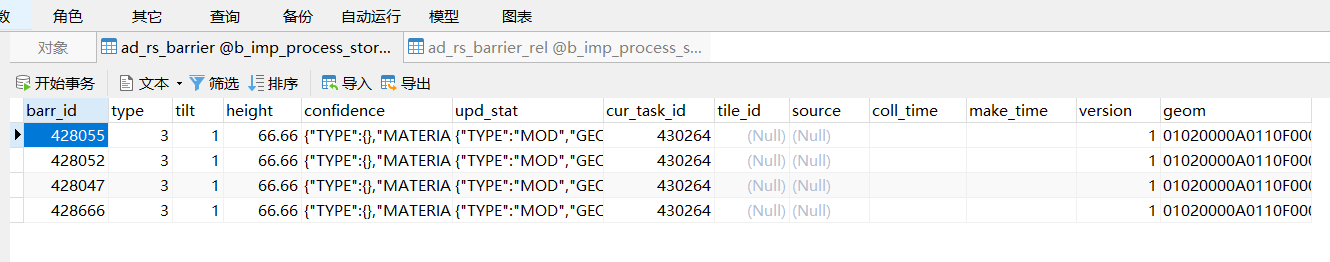 数 角色 其它 查询 备份 自动运行 模型 图表
对象 ad_rs_barrier @b_imp_process_stor... ad_rs_barrier_rel @b_imp_process_s...
开始事务 文本 筛选 排序 导入 导出
barr_id type tilt height confidence upd_stat cur_task_id tile_id source coll_time make_time version geom
428055 3 1 66.66 {"TYPE":{},"MATERIA {"TYPE":"MOD","GEC 430264 (Null) (Null) 1 01020000A0110F000
428052 3 1 66.66 {"TYPE":{},"MATERIA {"TYPE":"MOD","GEC 430264 (Null) (Null) 1 01020000A0110F000
428047 3 1 66.66 {"TYPE":{},"MATERIA {"TYPE":"MOD","GEC 430264 (Null) (Null) 1 01020000A0110F000
428666 3 1 66.66 {"TYPE":{},"MATERIA {"TYPE":"MOD","GEC 430264 (Null) (Null) 1 01020000A0110F000